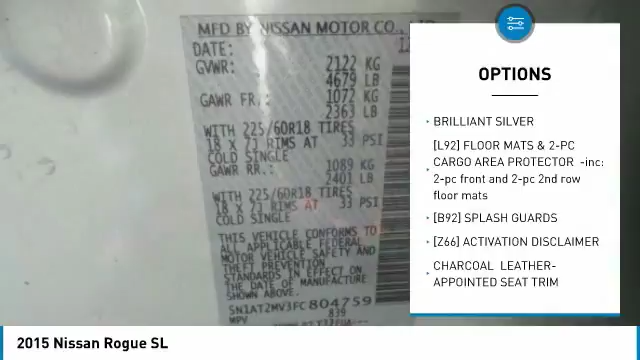 MFD BY NISSAN MOTOR CO.,
DATE: 12
GVWR: 2122 KG
4679 LB
GAWR FR.: 1072 KG
2363 LB
WITH 225/60R18 TIRES
18 X 7J RIMS AT 33 PSI
COLD SINGLE
GAWR RR.: 1089 KG
2401 LB
WITH 225/60R18 TIRES
18 X 7J RIMS AT 33 PSI
COLD SINGLE
THIS VEHICLE CONFORMS TO
ALL APPLICABLE FEDERAL
MOTOR VEHICLE SAFETY AND
THEFT PREVENTION
STANDARDS IN EFFECT ON
THE DATE OF MANUFACTURE
SHOWN ABOVE.
5N1AT2MV3FC804759
MPV 839
OPTIONS
BRILLIANT SILVER
[L92] FLOOR MATS & 2-PC
CARGO AREA PROTECTOR -inc:
2-pc front and 2-pc 2nd row
floor mats
[B92] SPLASH GUARDS
[Z66] ACTIVATION DISCLAIMER
CHARCOAL LEATHER-
APPOINTED SEAT TRIM
2015 Nissan Rogue SL